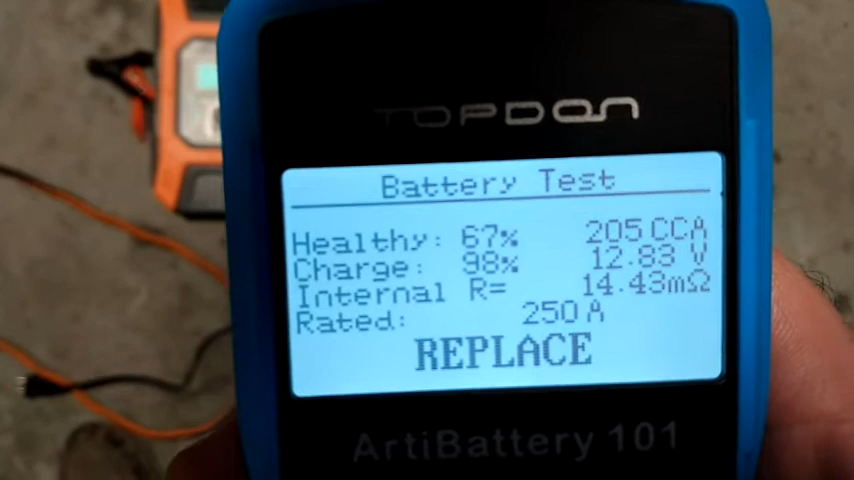 TOPDON
Battery Test
Healthy: 67% 205 CCA
Charge: 98% 12.83 V
Internal R= 14.43mΩ
Rated: 250 A
REPLACE
ArtiBattery 101